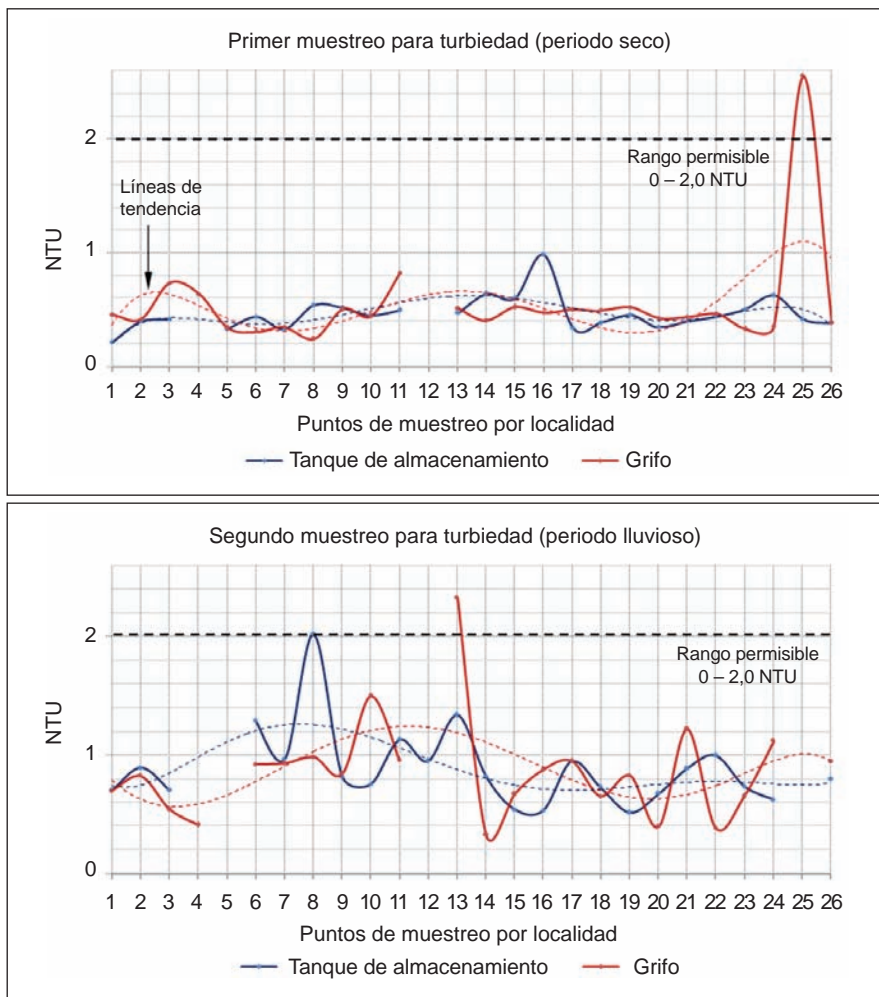 Primer muestreo para turbiedad (periodo seco)
2
Rango permisible
0 – 2,0 NTU
Líneas de
tendencia
NTU
1
0
1 2 3 4 5 6 7 8 9 10 11 13 14 15 16 17 18 19 20 21 22 23 24 25 26
Puntos de muestreo por localidad
Tanque de almacenamiento Grifo
Segundo muestreo para turbiedad (periodo lluvioso)
2
Rango permisible
0 – 2,0 NTU
NTU
1
0
1 2 3 4 5 6 7 8 9 10 11 12 13 14 15 16 17 18 19 20 21 22 23 24 25 26
Puntos de muestreo por localidad
Tanque de almacenamiento Grifo